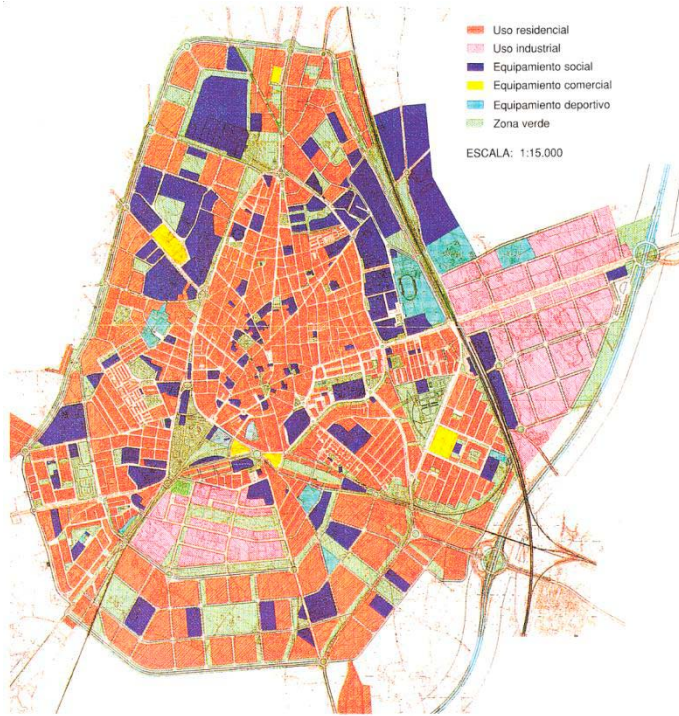 Uso residencial
Uso industrial
Equipamiento social
Equipamiento comercial
Equipamiento deportivo
Zona verde
ESCALA: 1:15.000